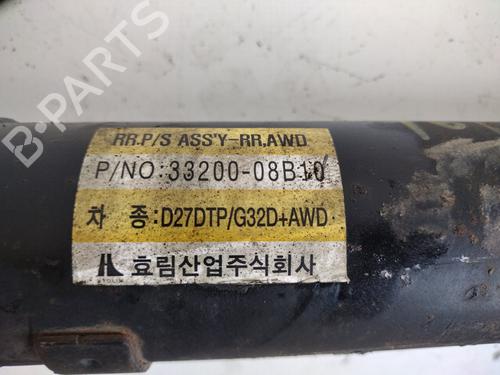 B-PARTS
RR.P/S ASS'Y-RR,AWD
P/NO:33200-08B10
차 종:D27DTP/G32D+AWD
효림산업주식회사